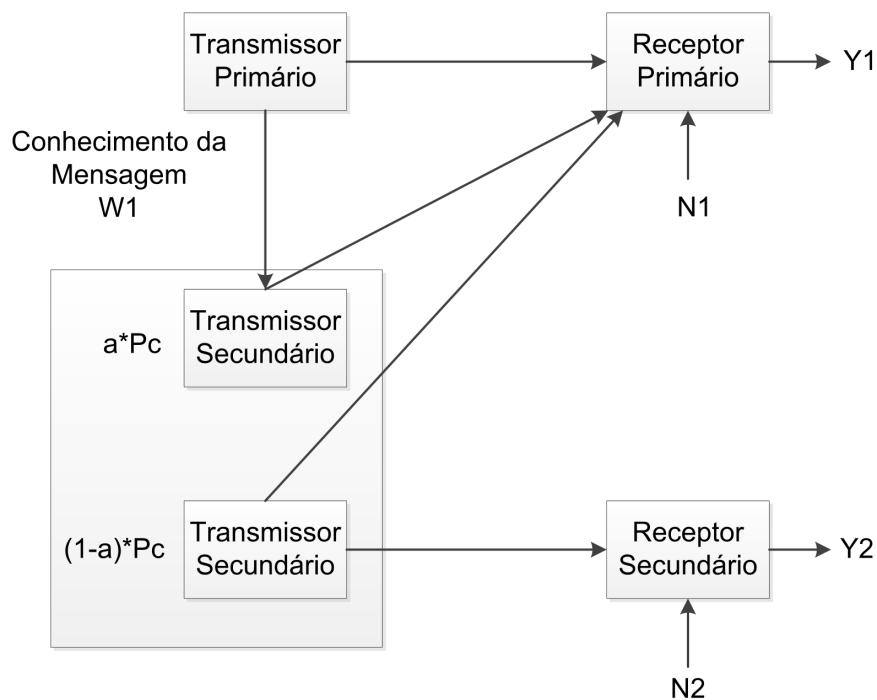 Transmissor
Primário
Receptor
Primário
Y1
Conhecimento da
Mensagem
W1
N1
a*Pc
Transmissor
Secundário
(1-a)*Pc
Transmissor
Secundário
Receptor
Secundário
Y2
N2